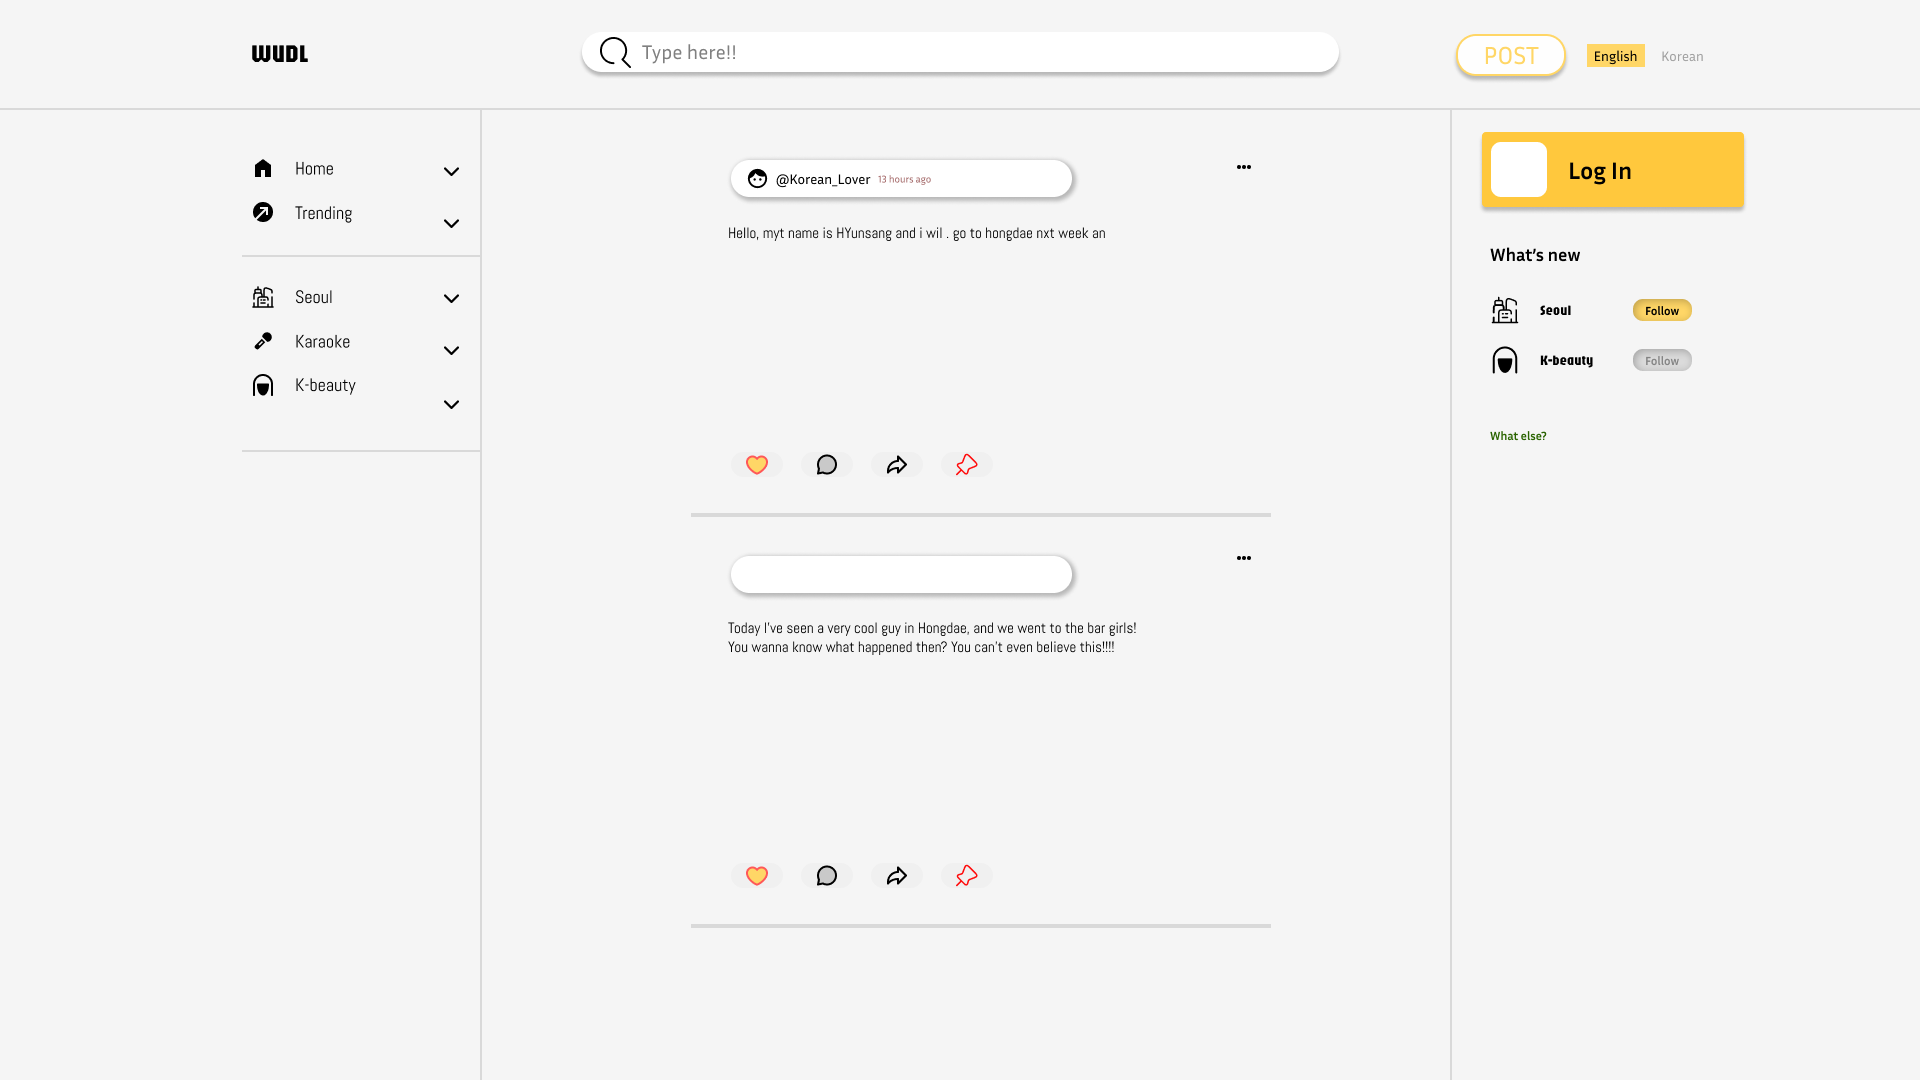 WUDL
Type here!!
POST
English
Korean
Home
Trending
Seoul
Karaoke
K-beauty
@Korean_Lover 13 hours ago
Hello, myt name is HYunsang and i wil . go to hongdae nxt week an
Today I've seen a very cool guy in Hongdae, and we went to the bar girls!
You wanna know what happened then? You can't even believe this!!!!
Log In
What's new
Seoul
Follow
K-beauty
Follow
What else?